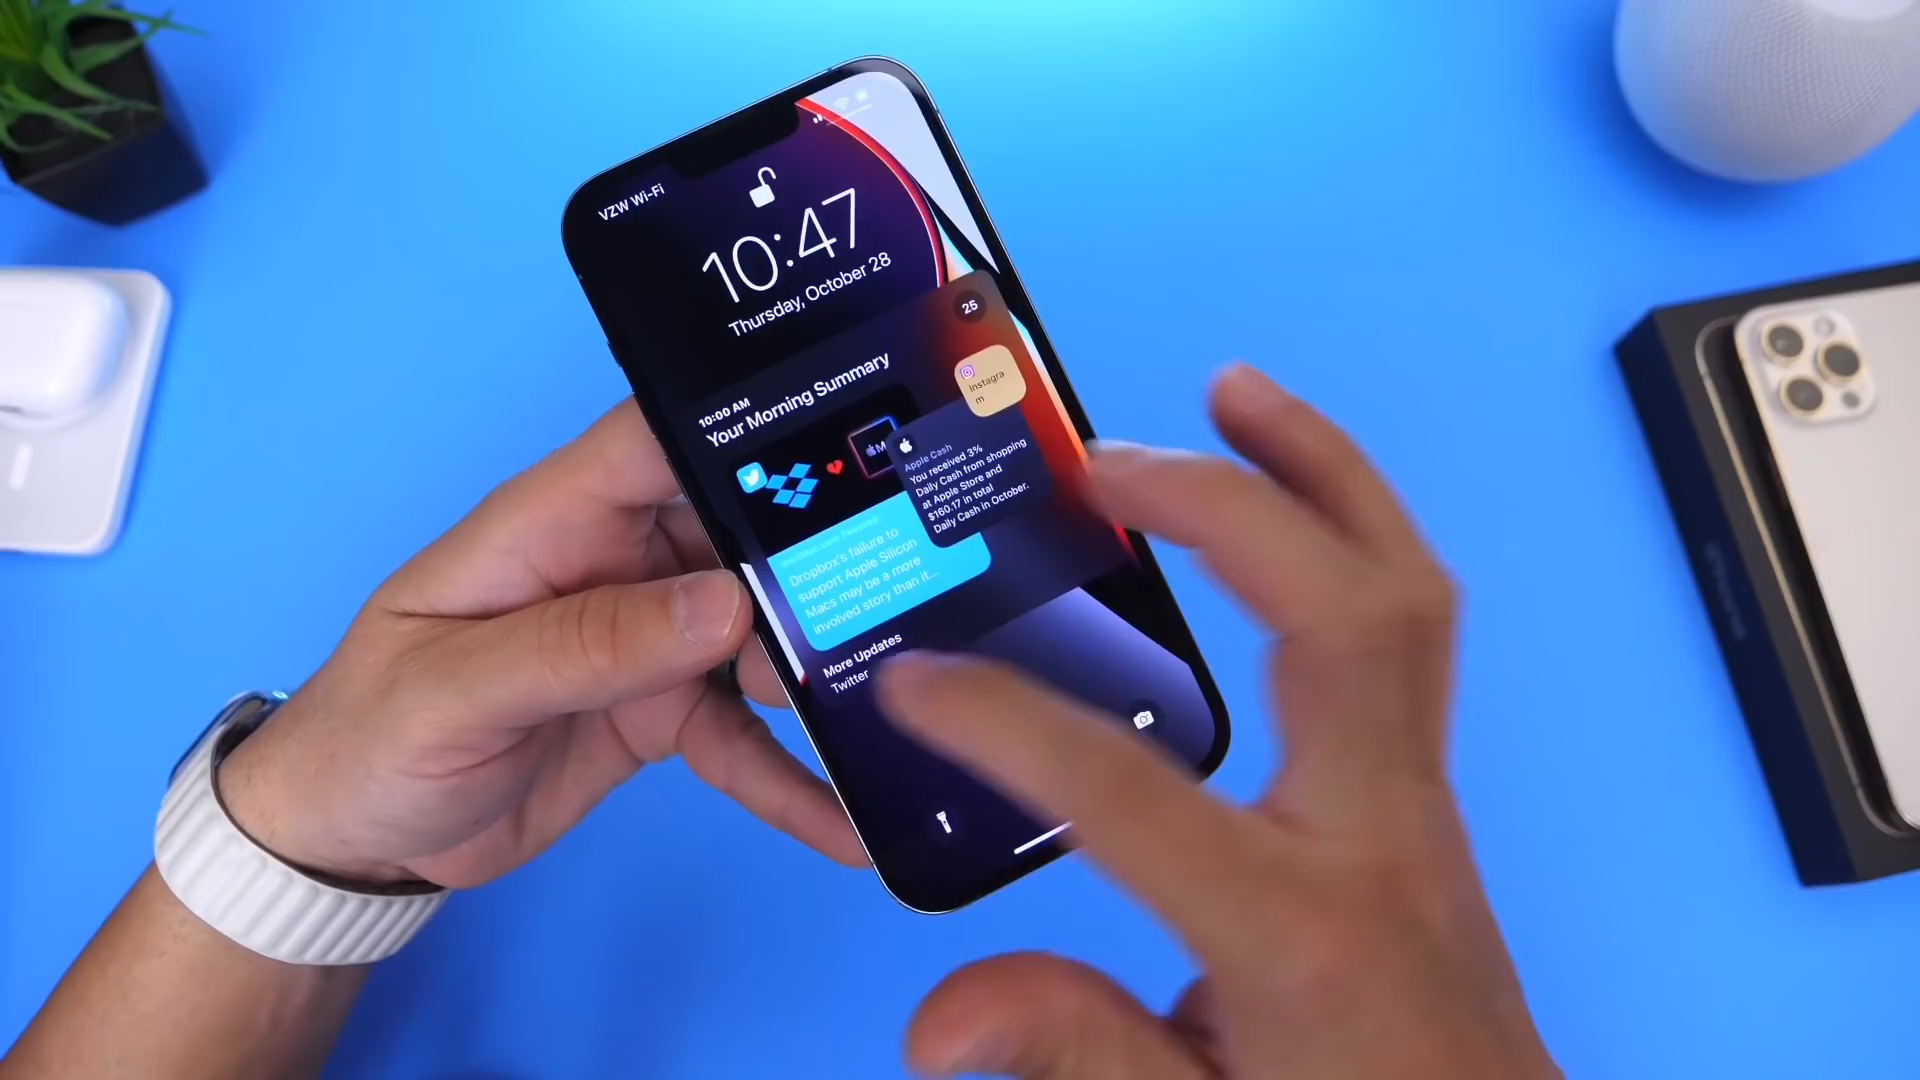 VZW Wi-Fi
10:47
Thursday, October 28
25
10:00 AM
Your Morning Summary
Instagra
m
Apple Cash
You received 3%
Daily Cash from shopping
at Apple Store and
$160.17 in total
Daily Cash in October.
Tweeted
Dropbox's failure to
support Apple Silicon
Macs may be a more
involved story than it...
More Updates
Twitter
iPhone